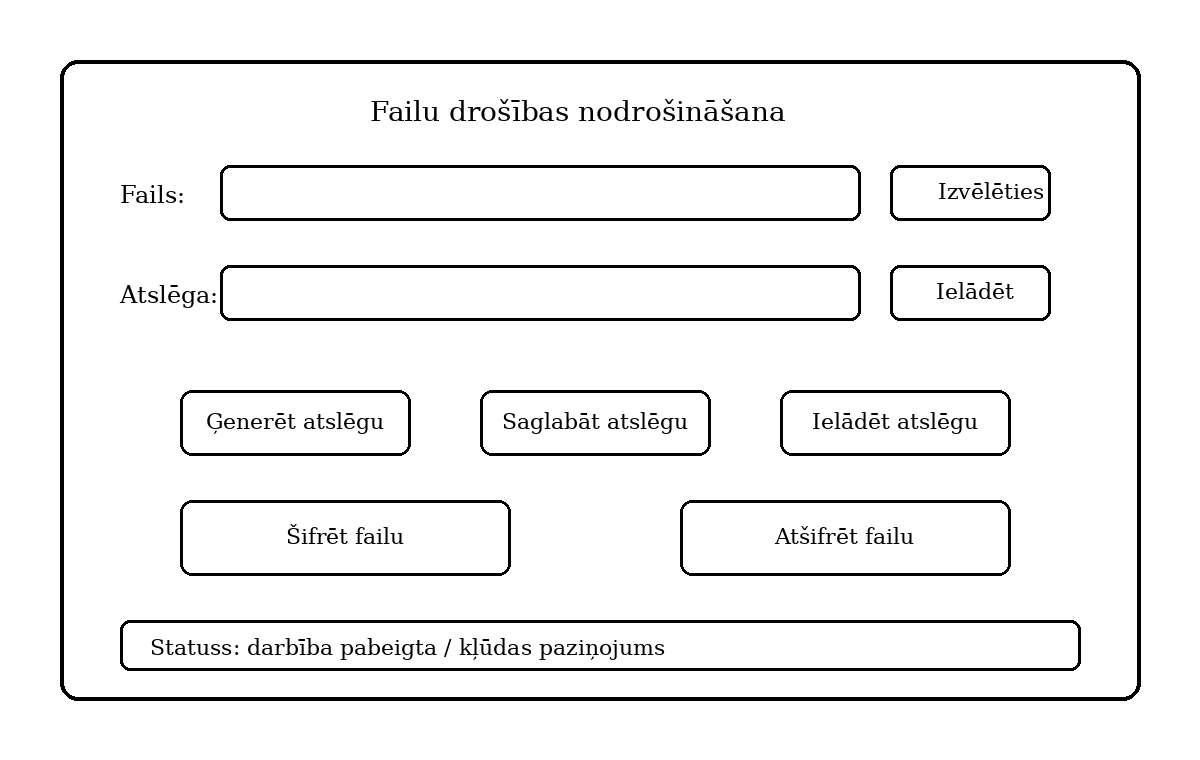 Failu drošības nodrošināšana
Fails:
Izvēlēties
Atslēga:
Ielādēt
Ģenerēt atslēgu
Saglabāt atslēgu
Ielādēt atslēgu
Šifrēt failu
Atšifrēt failu
Statuss: darbība pabeigta / kļūdas paziņojums